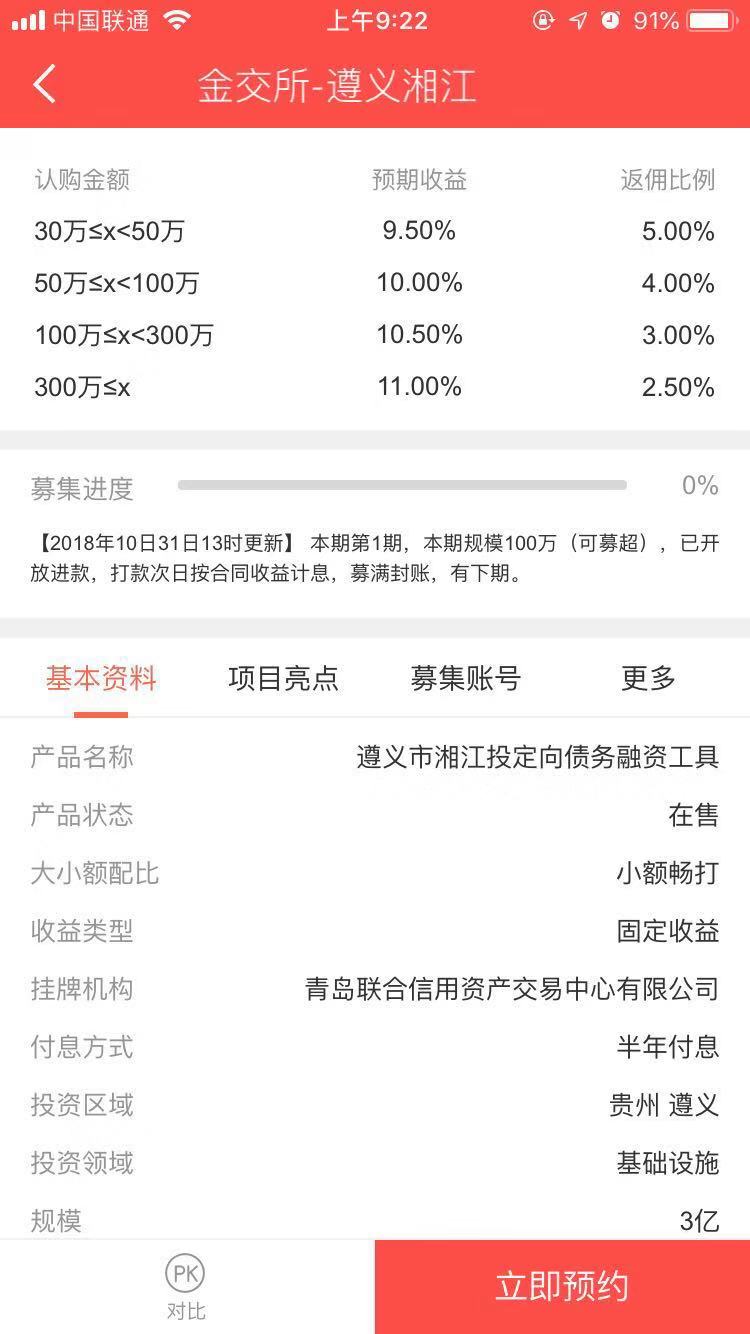 中国联通 上午9:22 91%
金交所-遵义湘江
认购金额 预期收益 返佣比例
30万≤x<50万 9.50% 5.00%
50万≤x<100万 10.00% 4.00%
100万≤x<300万 10.50% 3.00%
300万≤x 11.00% 2.50%
募集进度 0%
【2018年10日31日13时更新】 本期第1期，本期规模100万（可募超），已开
放进款，打款次日按合同收益计息，募满封账，有下期。
基本资料 项目亮点 募集账号 更多
产品名称 遵义市湘江投定向债务融资工具
产品状态 在售
大小额配比 小额畅打
收益类型 固定收益
挂牌机构 青岛联合信用资产交易中心有限公司
付息方式 半年付息
投资区域 贵州 遵义
投资领域 基础设施
规模 3亿
PK
对比
立即预约